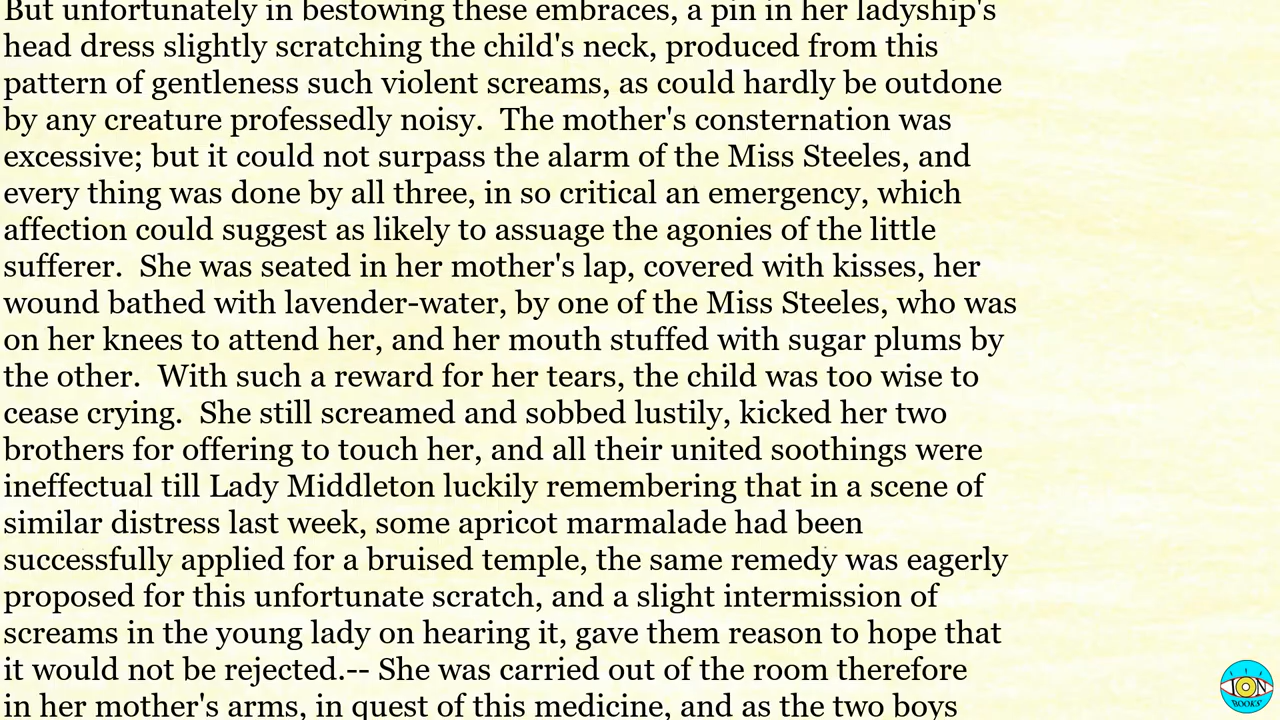 But unfortunately in bestowing these embraces, a pin in her ladyship's
head dress slightly scratching the child's neck, produced from this
pattern of gentleness such violent screams, as could hardly be outdone
by any creature professedly noisy.  The mother's consternation was
excessive; but it could not surpass the alarm of the Miss Steeles, and
every thing was done by all three, in so critical an emergency, which
affection could suggest as likely to assuage the agonies of the little
sufferer.  She was seated in her mother's lap, covered with kisses, her
wound bathed with lavender-water, by one of the Miss Steeles, who was
on her knees to attend her, and her mouth stuffed with sugar plums by
the other.  With such a reward for her tears, the child was too wise to
cease crying.  She still screamed and sobbed lustily, kicked her two
brothers for offering to touch her, and all their united soothings were
ineffectual till Lady Middleton luckily remembering that in a scene of
similar distress last week, some apricot marmalade had been
successfully applied for a bruised temple, the same remedy was eagerly
proposed for this unfortunate scratch, and a slight intermission of
screams in the young lady on hearing it, gave them reason to hope that
it would not be rejected.-- She was carried out of the room therefore
in her mother's arms, in quest of this medicine, and as the two boys
ION
BOOKS